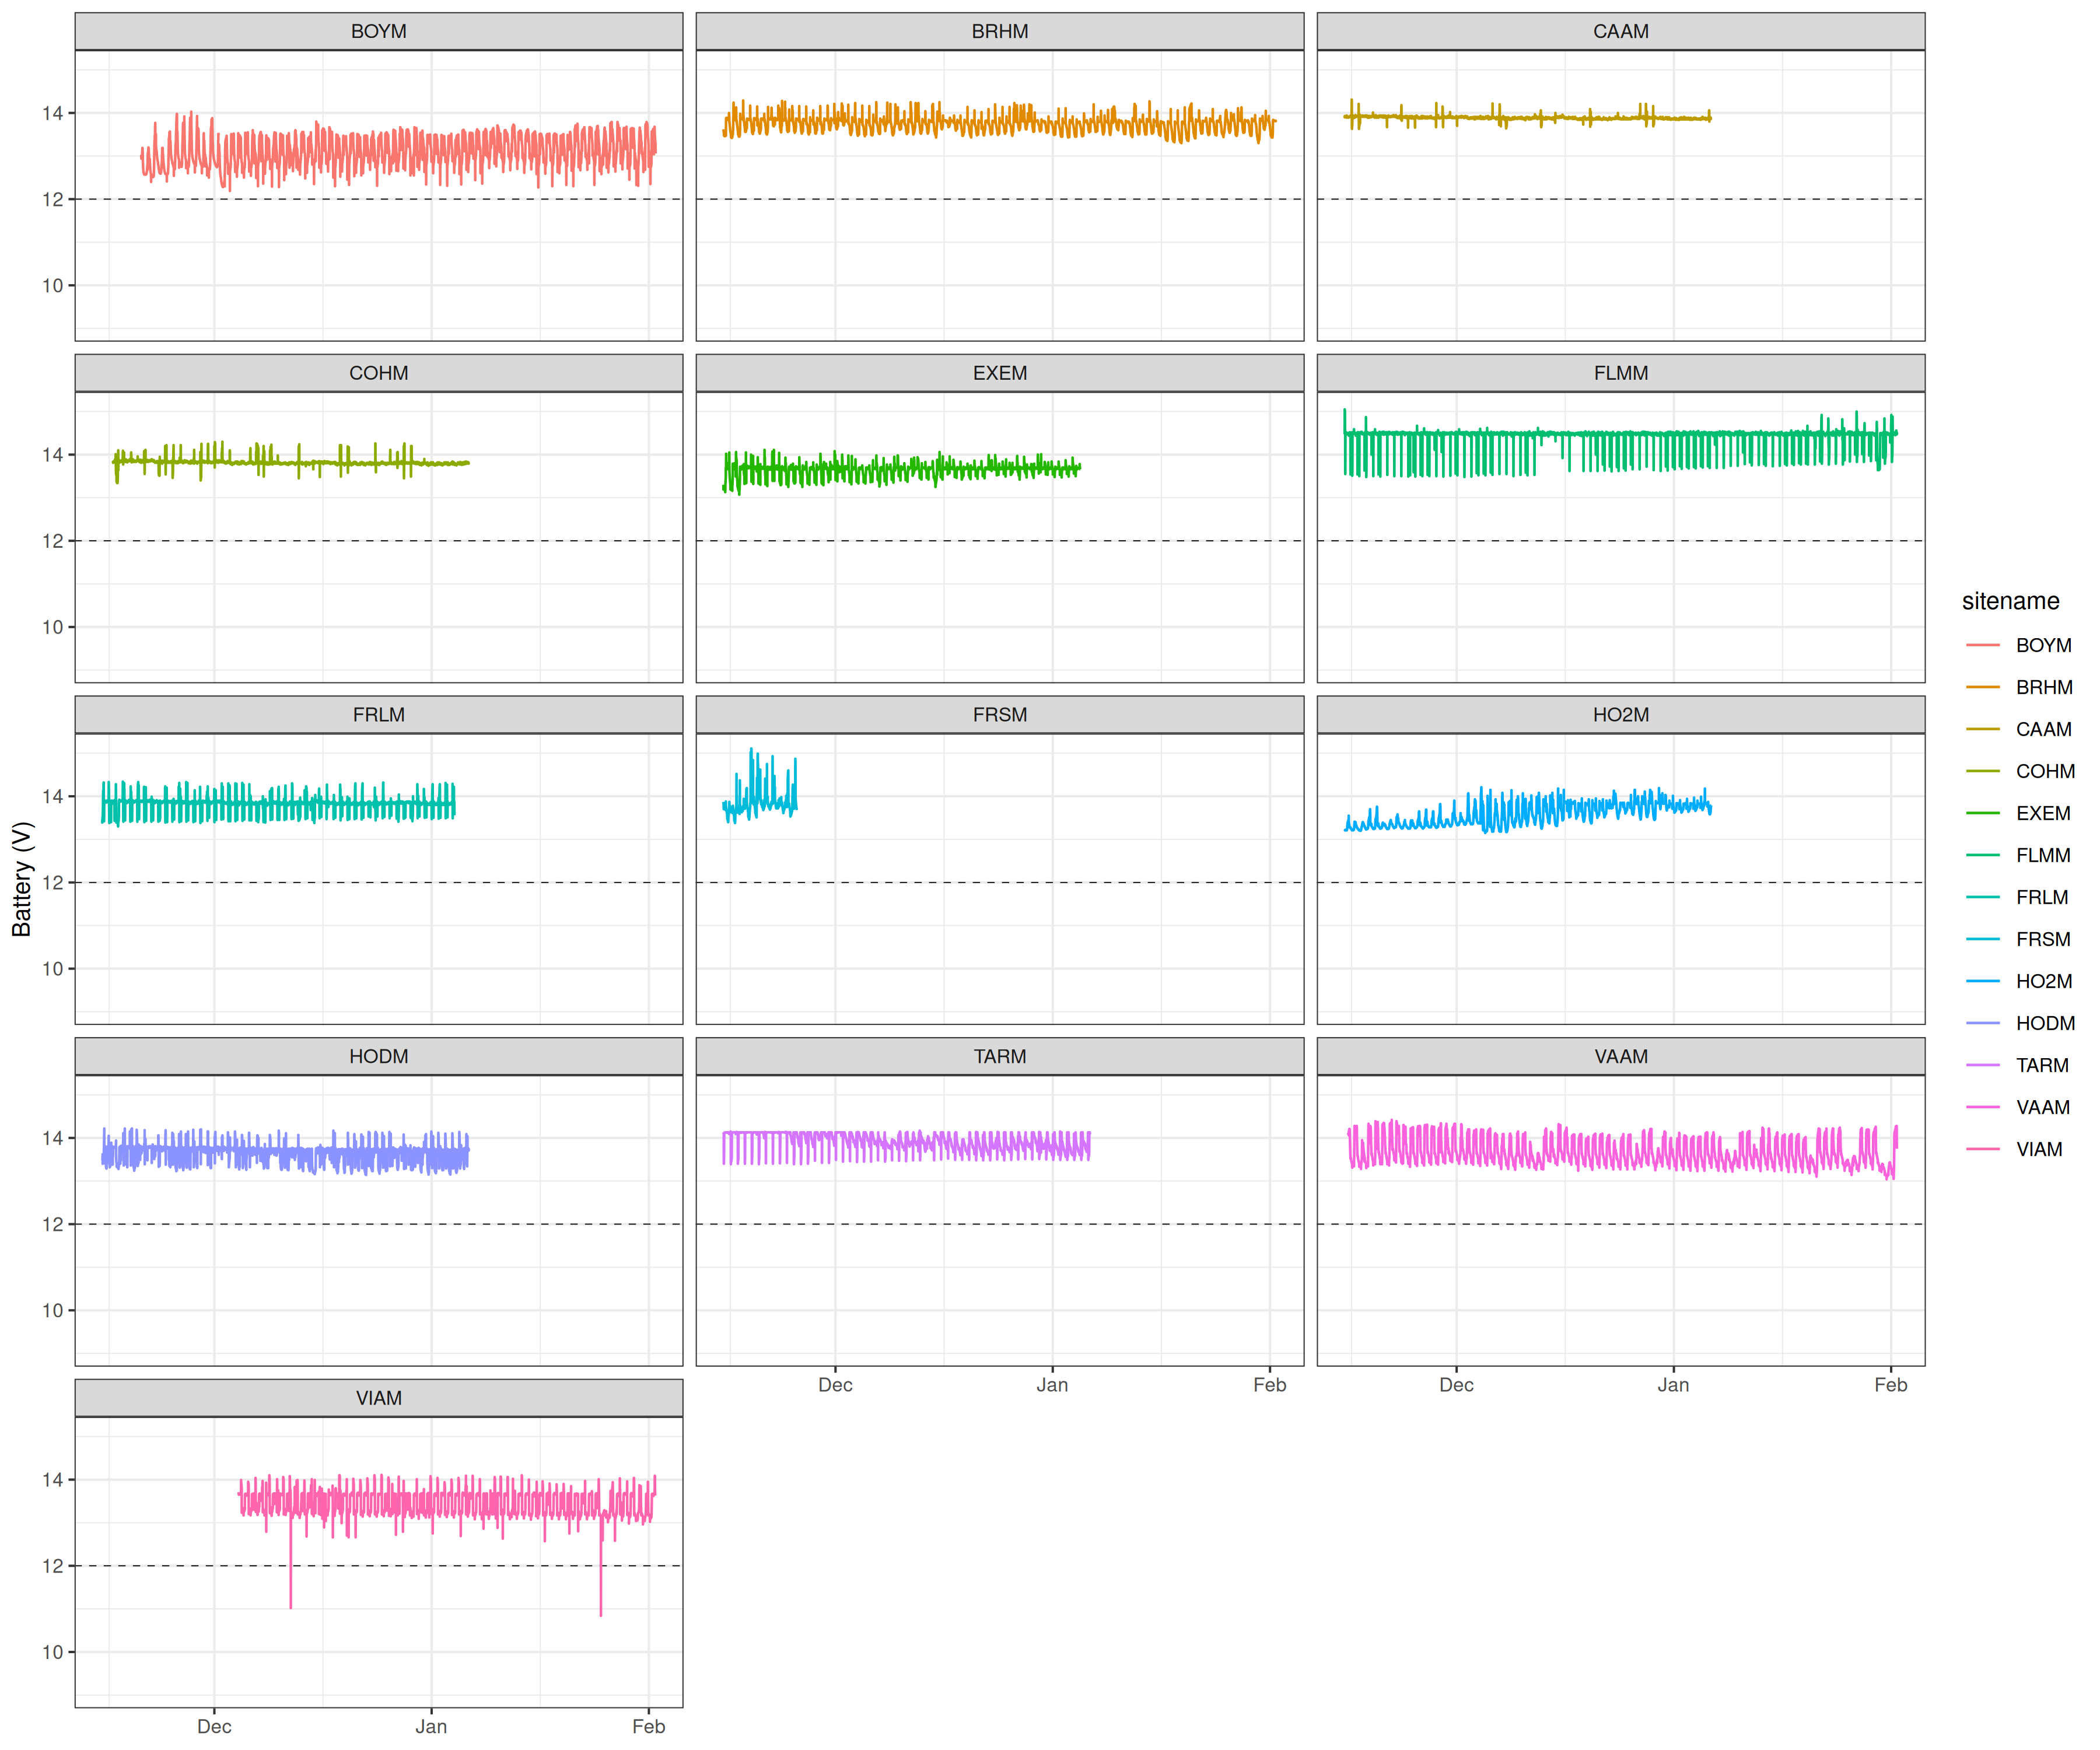 BOYM
BRHM
CAAM
14
12
10
COHM
EXEM
FLMM
14
12
10
FRLM
FRSM
HO2M
14
12
10
HODM
TARM
VAAM
14
12
10
Dec
Jan
Feb
Dec
Jan
Feb
VIAM
14
12
10
Dec
Jan
Feb
Battery (V)
sitename
BOYM
BRHM
CAAM
COHM
EXEM
FLMM
FRLM
FRSM
HO2M
HODM
TARM
VAAM
VIAM